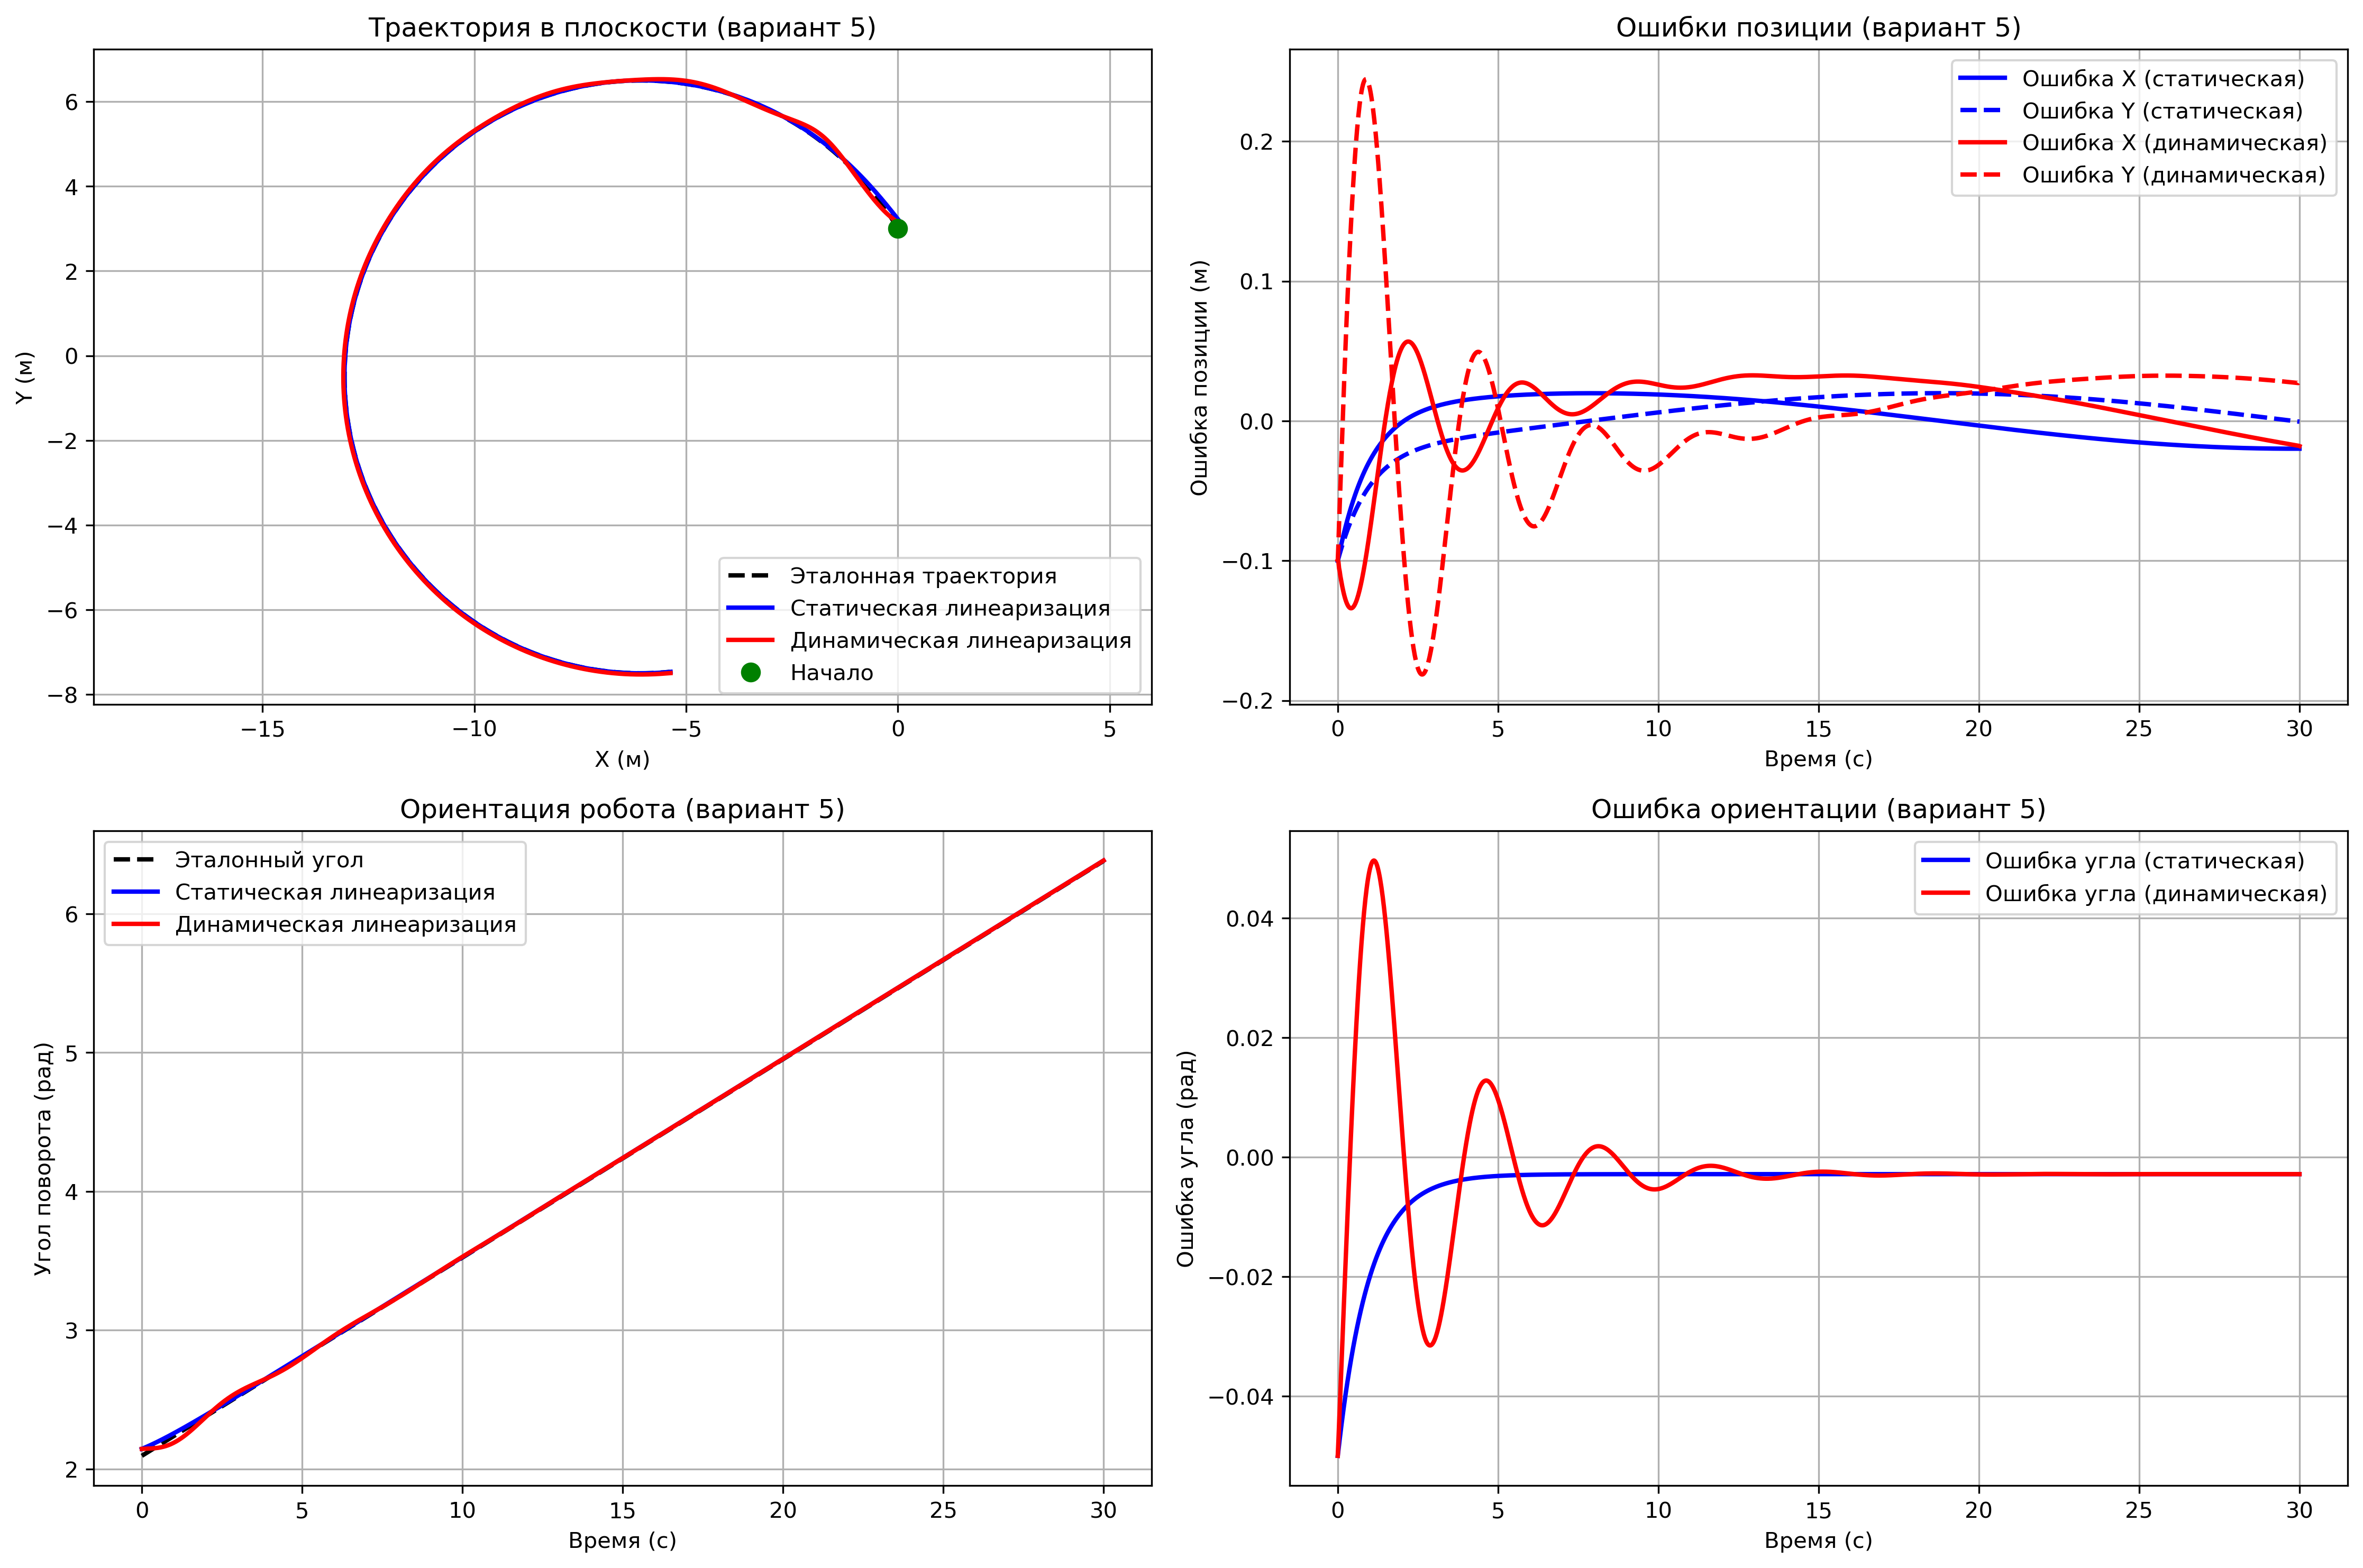 Траектория в плоскости (вариант 5)
Y (м)
6
4
2
0
−2
−4
−6
−8
−15
−10
−5
0
5
X (м)
Эталонная траектория
Статическая линеаризация
Динамическая линеаризация
Начало
Ошибки позиции (вариант 5)
Ошибка позиции (м)
0.2
0.1
0.0
−0.1
−0.2
0
5
10
15
20
25
30
Время (с)
Ошибка X (статическая)
Ошибка Y (статическая)
Ошибка X (динамическая)
Ошибка Y (динамическая)
Ориентация робота (вариант 5)
Угол поворота (рад)
6
5
4
3
2
0
5
10
15
20
25
30
Время (с)
Эталонный угол
Статическая линеаризация
Динамическая линеаризация
Ошибка ориентации (вариант 5)
Ошибка угла (рад)
0.04
0.02
0.00
−0.02
−0.04
0
5
10
15
20
25
30
Время (с)
Ошибка угла (статическая)
Ошибка угла (динамическая)